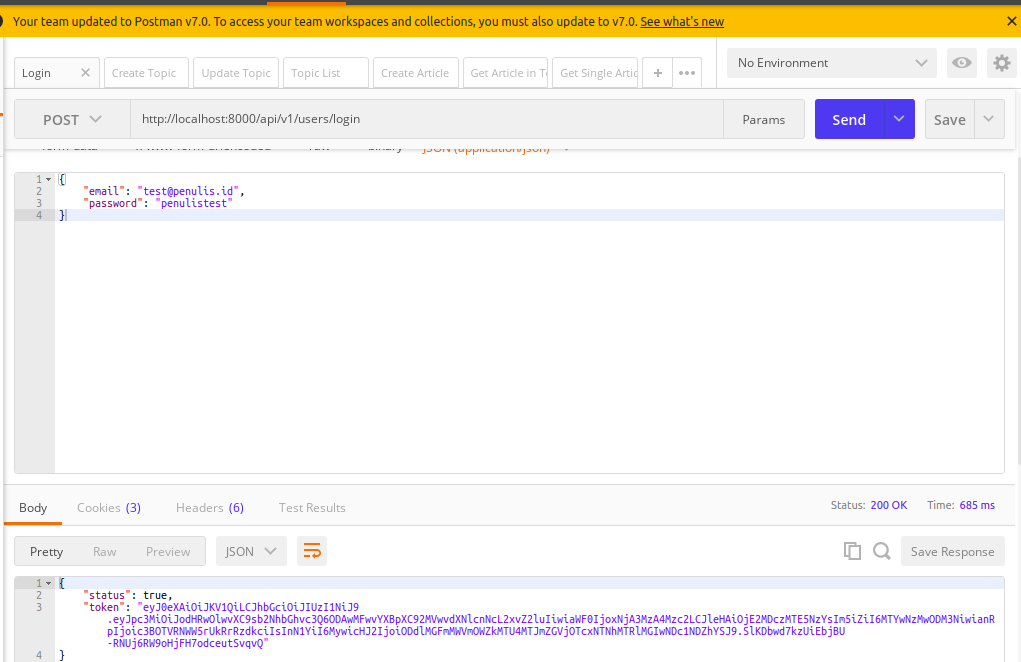 Your team updated to Postman v7.0. To access your team workspaces and collections, you must also update to v7.0. See what's new
Login
Create Topic
Update Topic
Topic List
Create Article
Get Article in To
Get Single Artic
No Environment
POST
http://localhost:8000/api/v1/users/login
Params
Send
Save
form-data x-www-form-urlencoded raw binary JSON (application/json)
1 {
2 "email": "test@penulis.id",
3 "password": "penulistest"
4 }
Body
Cookies (3)
Headers (6)
Test Results
Status: 200 OK
Time: 685 ms
Pretty
Raw
Preview
JSON
Save Response
1 {
2 "status": true,
3 "token": "eyJ0eXAiOiJKV1QiLCJhbGciOiJIUzI1NiJ9
.eyJpc3MiOiJodHRwOlwvXC9sb2NhbGhvc3Q6ODAwMFwvYXBpXC92MVwvdXNlcnNcL2xvZ2luIiwiaWF0IjoxNjA3MzA4Mzc2LCJleHAiOjE2MDczMTE5NzYsIm5iZiI6MTYwNzMwODM3NiwianR
pIjoic3BOTVRNWW5rUkRrRzdkciIsInN1YiI6MywicHJ2IjoiODdlMGFmMWVmOWZkMTU4MTJmZGVjOTcxNTNhMTRlMGIwNDc1NDZhYSJ9.SlKDbwd7kzUiEbjBU
-RNUj6RW9oHjFH7odceutSvqvQ"
4 }